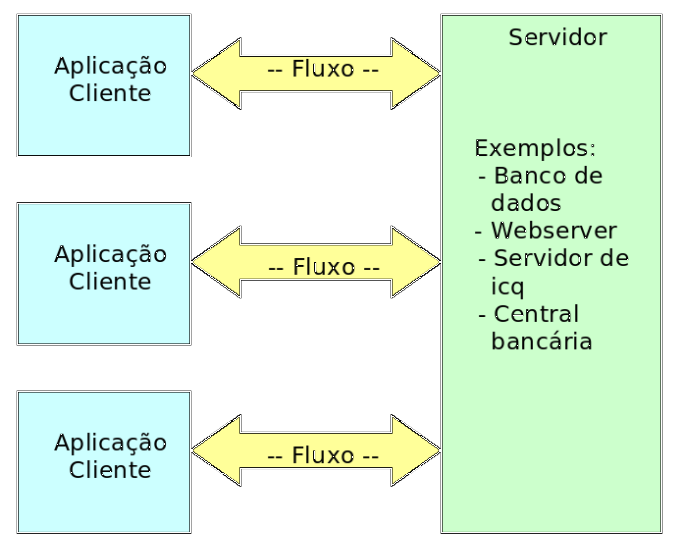 Aplicação
Cliente
-- Fluxo --
Servidor
Exemplos:
- Banco de
dados
- Webserver
- Servidor de
icq
- Central
bancária
Aplicação
Cliente
-- Fluxo --
Aplicação
Cliente
-- Fluxo --